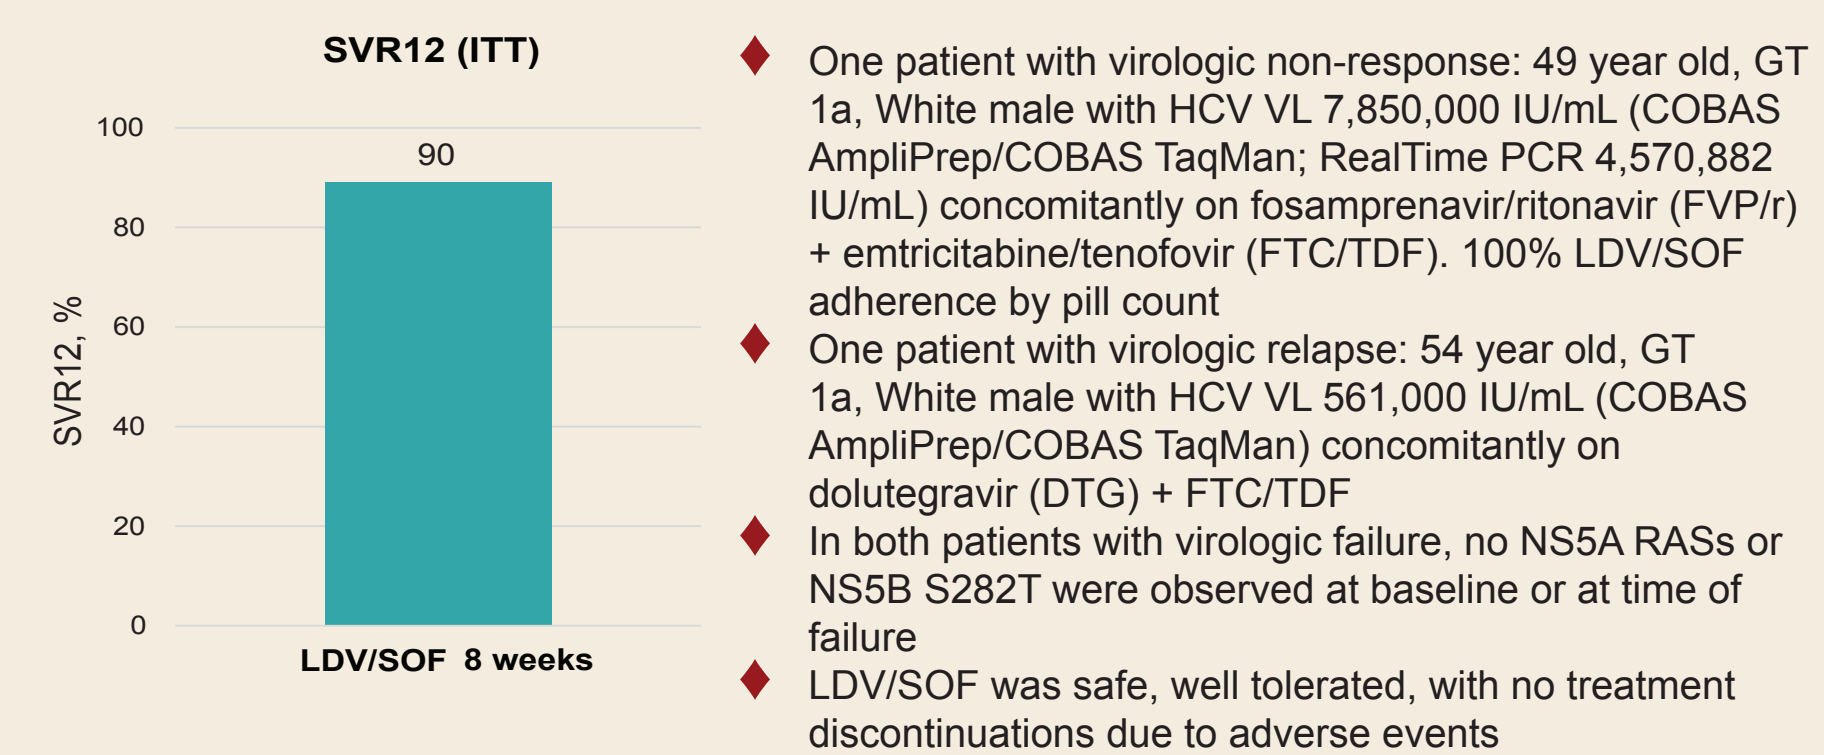 SVR12 (ITT)
100
90
80
60
40
20
0
SVR12, %
LDV/SOF 8 weeks
One patient with virologic non-response: 49 year old, GT
1a, White male with HCV VL 7,850,000 IU/mL (COBAS
AmpliPrep/COBAS TaqMan; RealTime PCR 4,570,882
IU/mL) concomitantly on fosamprenavir/ritonavir (FVP/r)
+ emtricitabine/tenofovir (FTC/TDF). 100% LDV/SOF
adherence by pill count
One patient with virologic relapse: 54 year old, GT
1a, White male with HCV VL 561,000 IU/mL (COBAS
AmpliPrep/COBAS TaqMan) concomitantly on
dolutegravir (DTG) + FTC/TDF
In both patients with virologic failure, no NS5A RASs or
NS5B S282T were observed at baseline or at time of
failure
LDV/SOF was safe, well tolerated, with no treatment
discontinuations due to adverse events